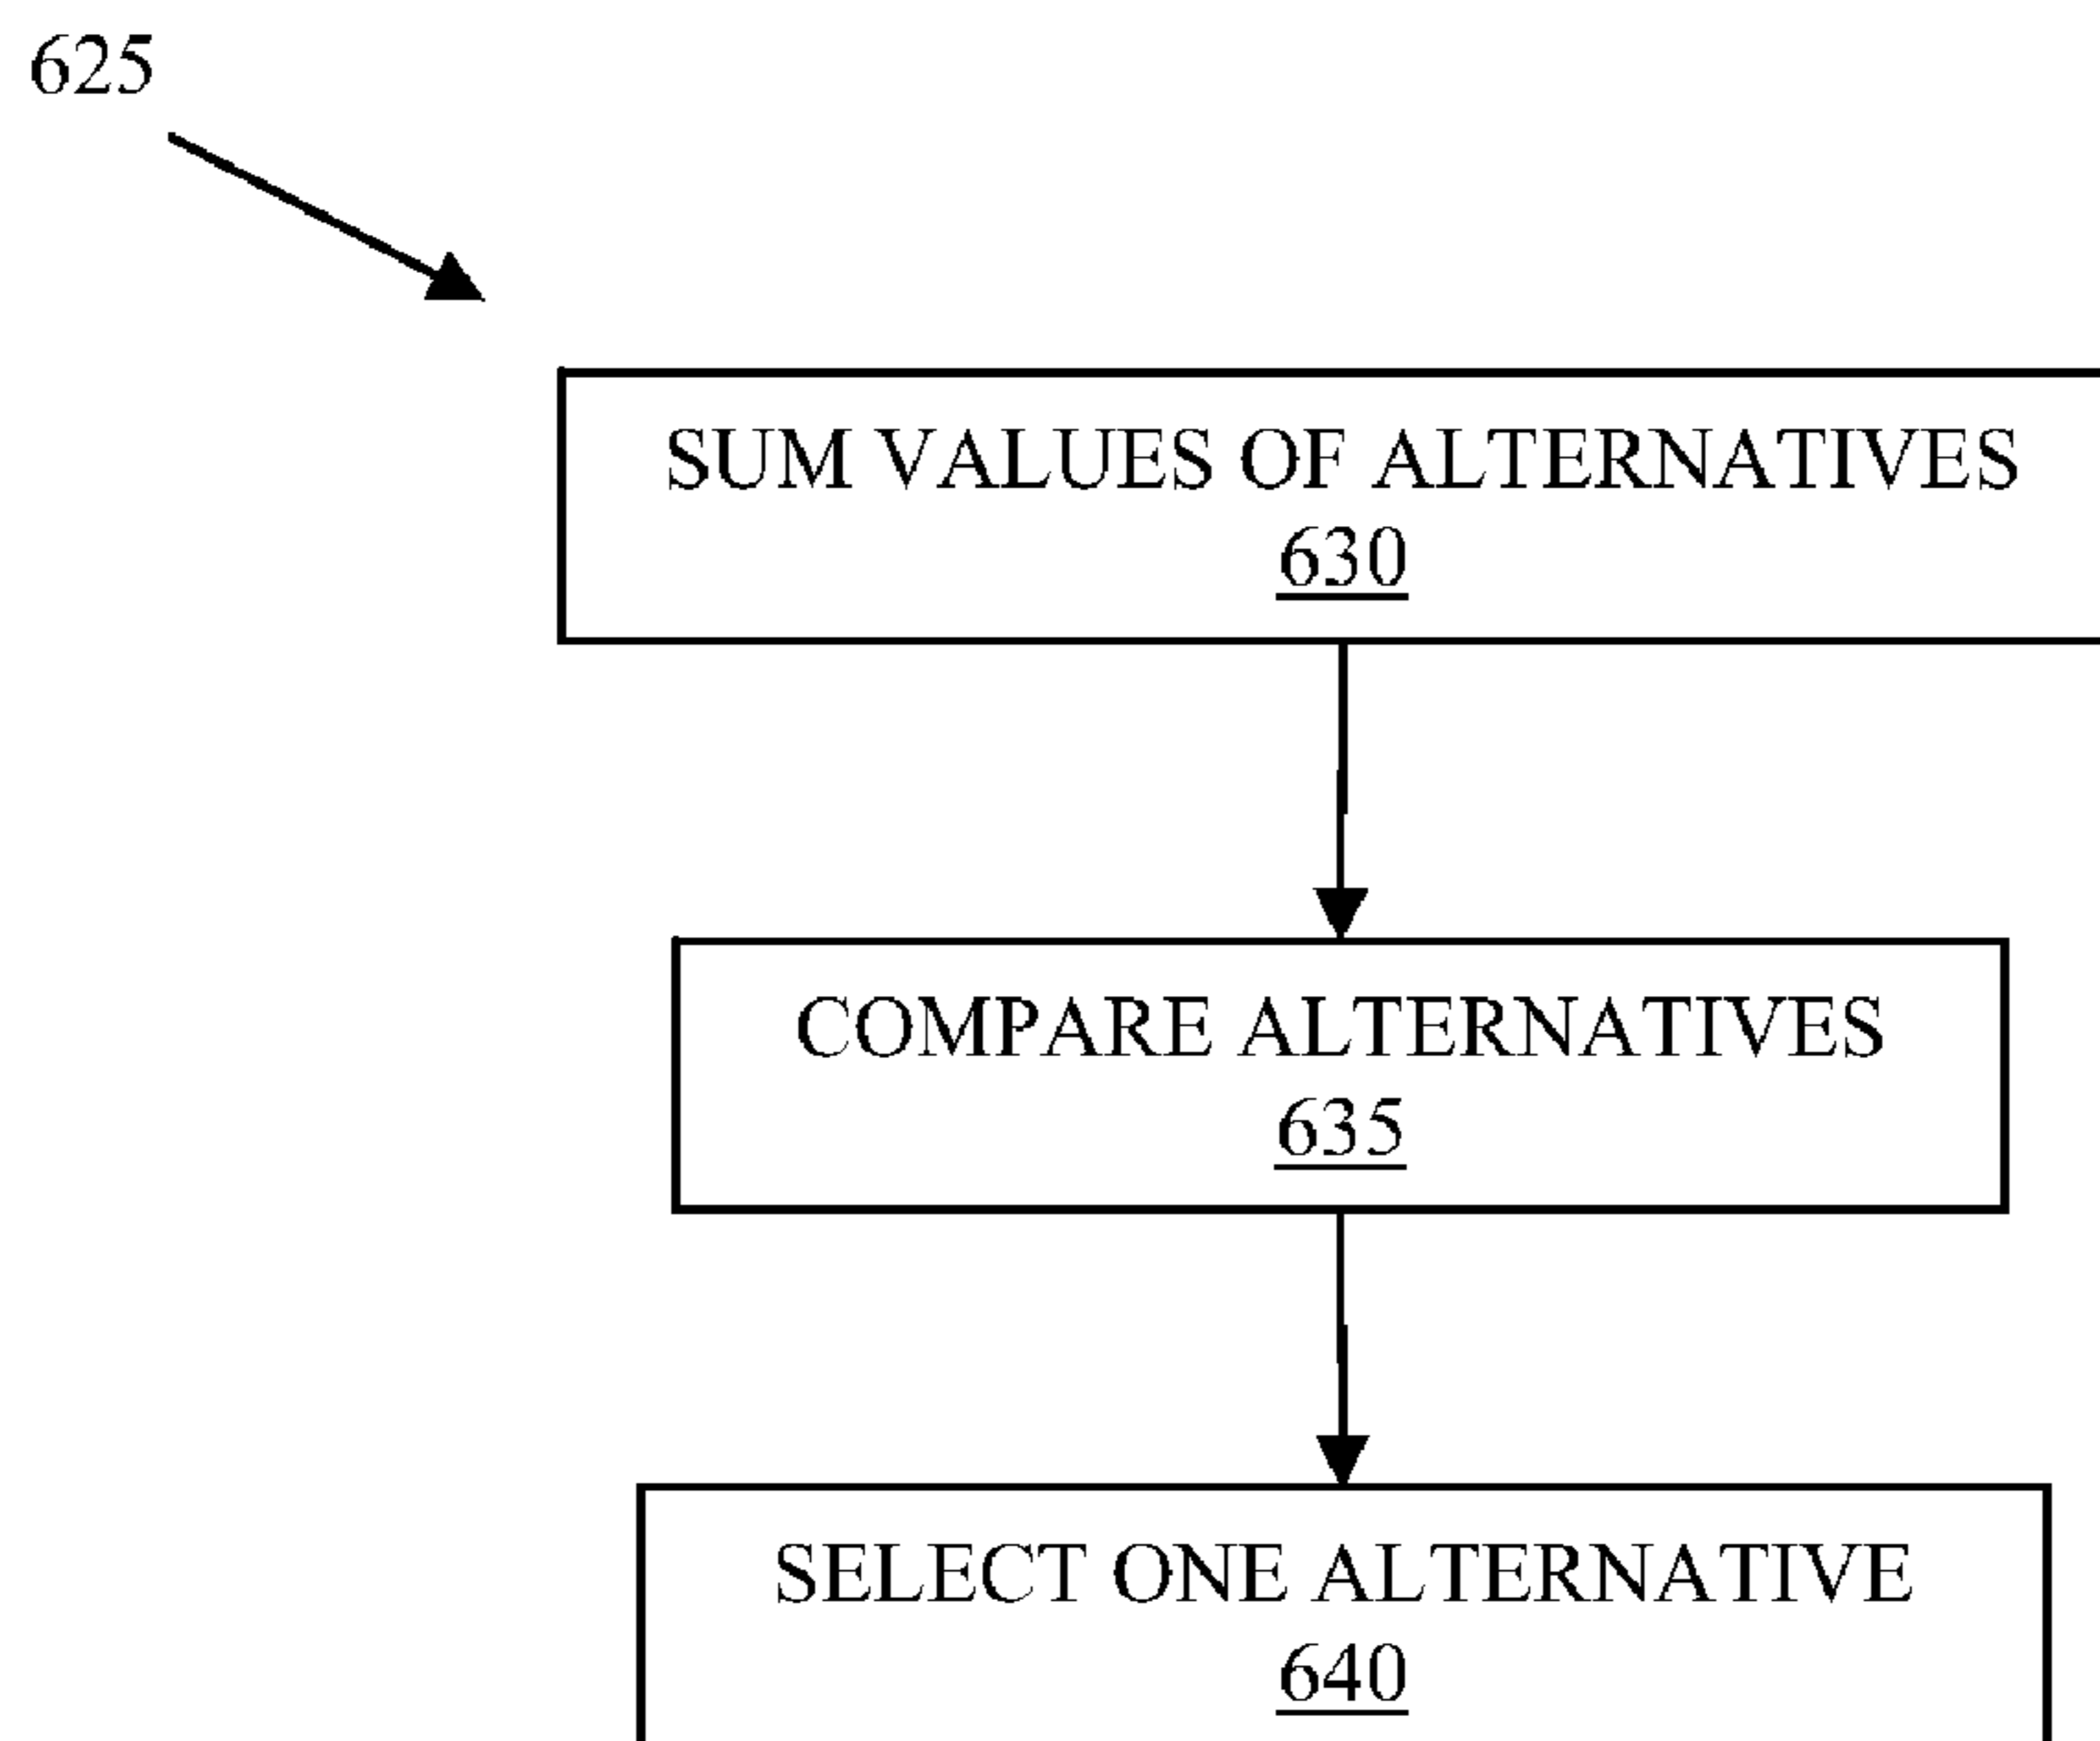 625
SUM VALUES OF ALTERNATIVES
630
COMPARE ALTERNATIVES
635
SELECT ONE ALTERNATIVE
640